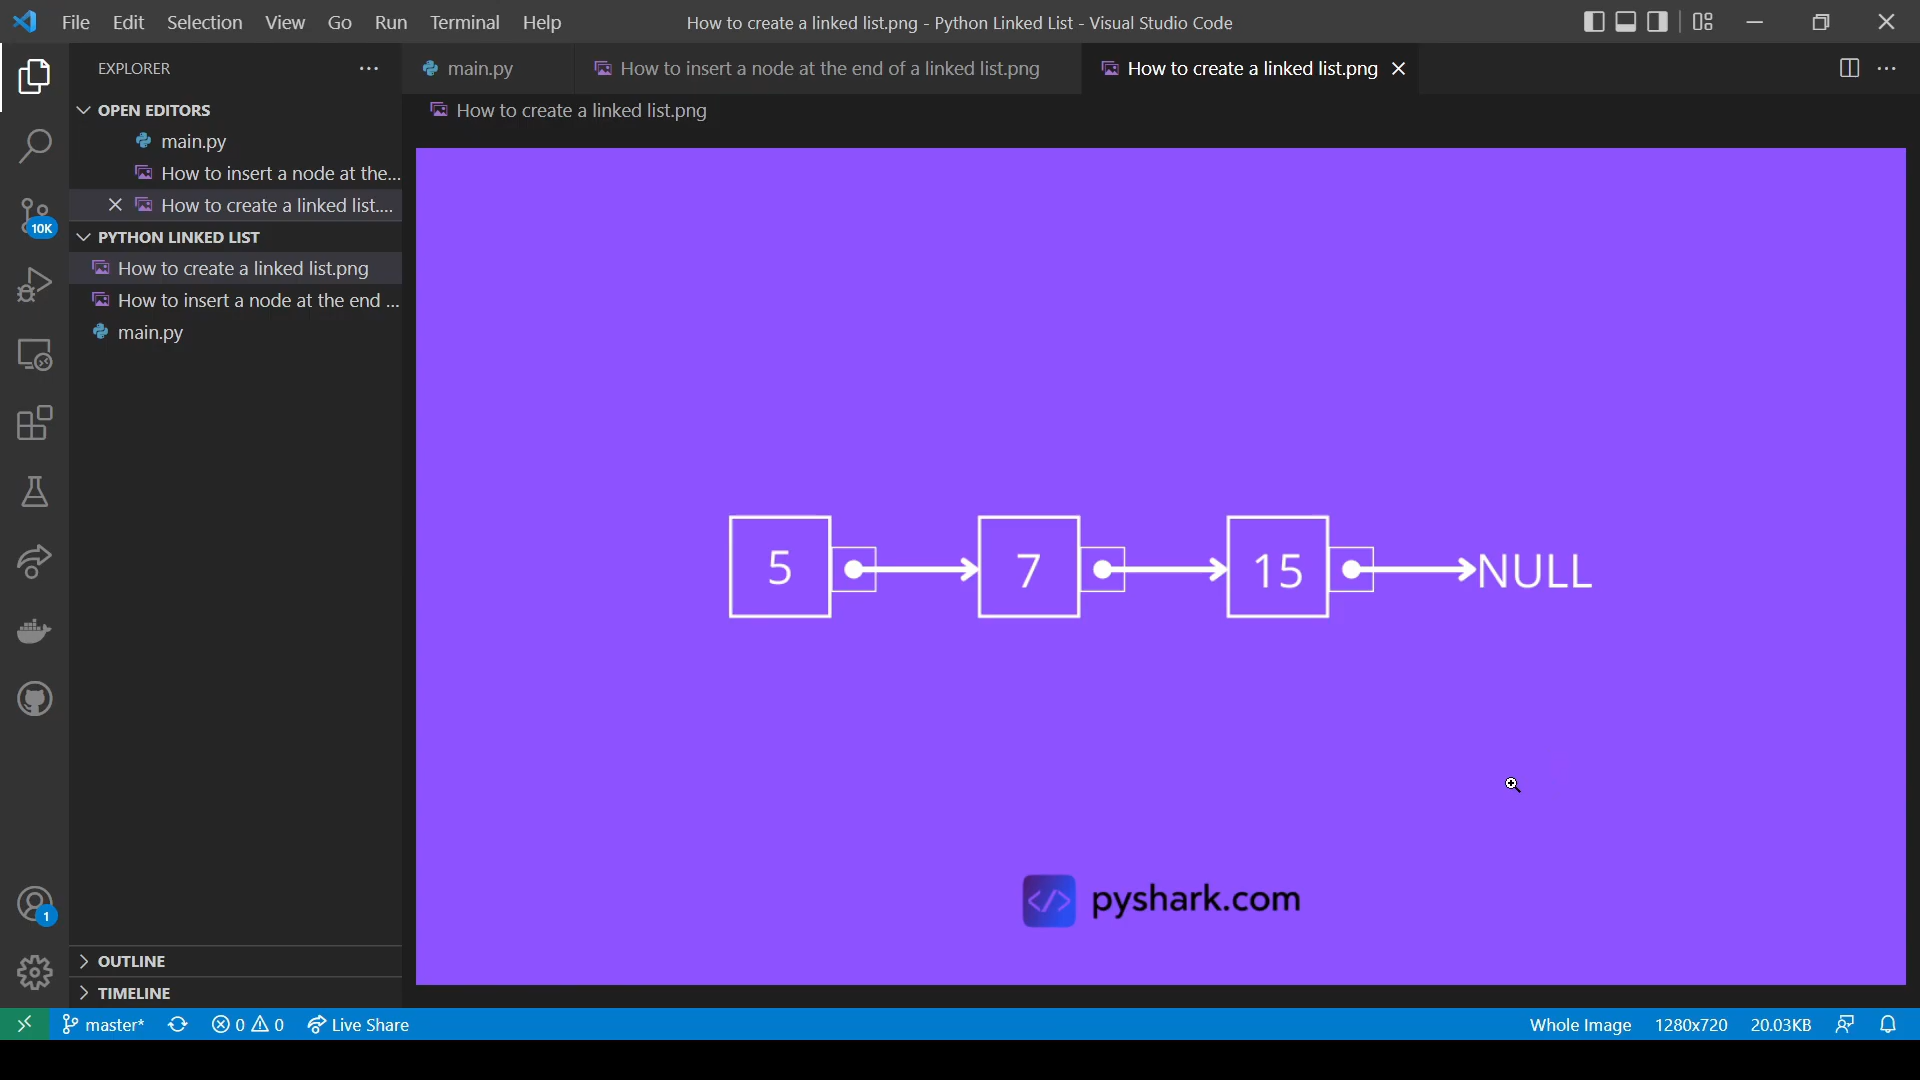 File Edit Selection View Go Run Terminal Help
How to create a linked list.png - Python Linked List - Visual Studio Code
EXPLORER
main.py
How to insert a node at the end of a linked list.png
How to create a linked list.png
How to create a linked list.png
OPEN EDITORS
main.py
How to insert a node at the...
How to create a linked list....
PYTHON LINKED LIST
How to create a linked list.png
How to insert a node at the end ...
main.py
10K
5 7 15 NULL
</> pyshark.com
1
OUTLINE
TIMELINE
master* 0 0 Live Share
Whole Image 1280x720 20.03KB